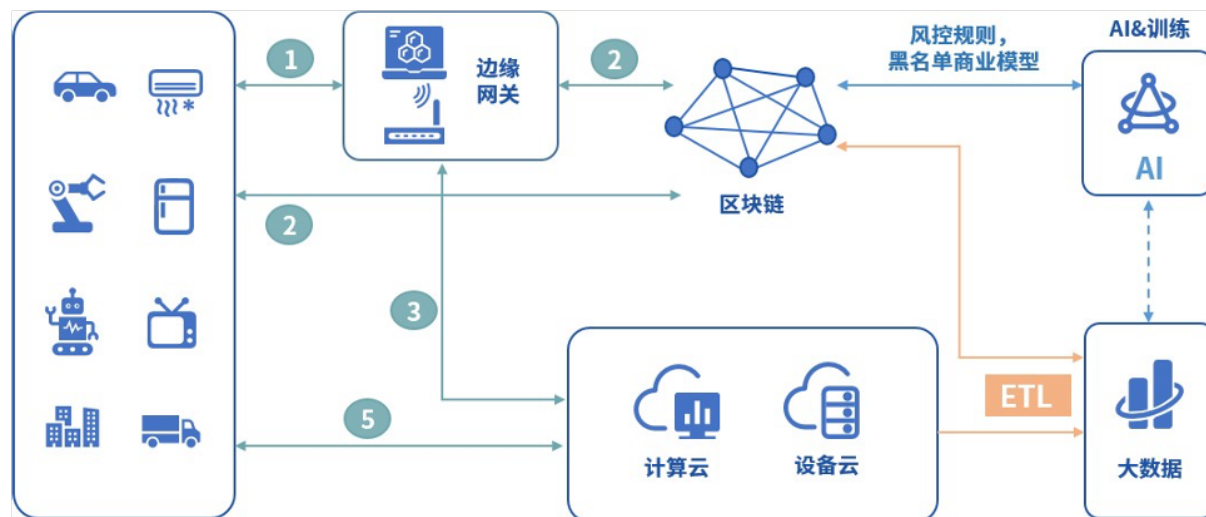 1
边缘
网关
2
风控规则，
黑名单商业模型
AI&训练
AI
区块链
2
3
5
计算云
设备云
ETL
大数据